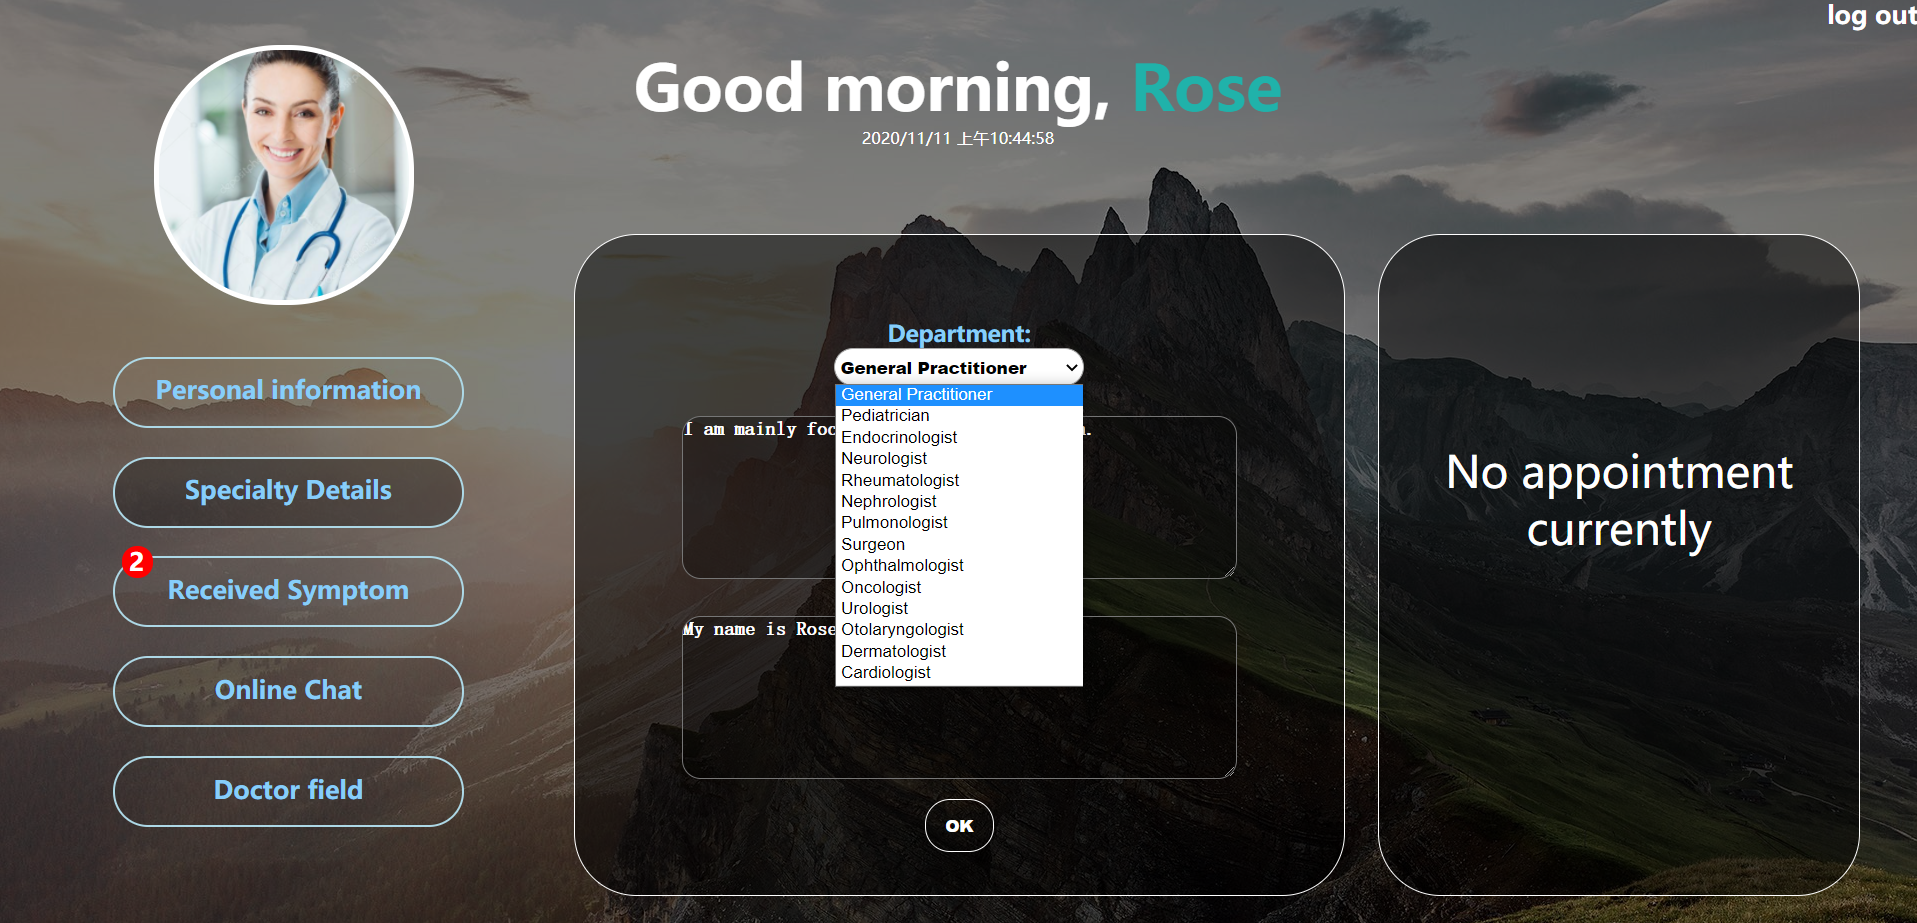 log out
Good morning, Rose
2020/11/11 上午10:44:58
Personal information
Specialty Details
2
Received Symptom
Online Chat
Doctor field
Department:
General Practitioner
General Practitioner
Pediatrician
Endocrinologist
Neurologist
Rheumatologist
Nephrologist
Pulmonologist
Surgeon
Ophthalmologist
Oncologist
Urologist
Otolaryngologist
Dermatologist
Cardiologist
I am mainly foc
My name is Rose
OK
No appointment
currently